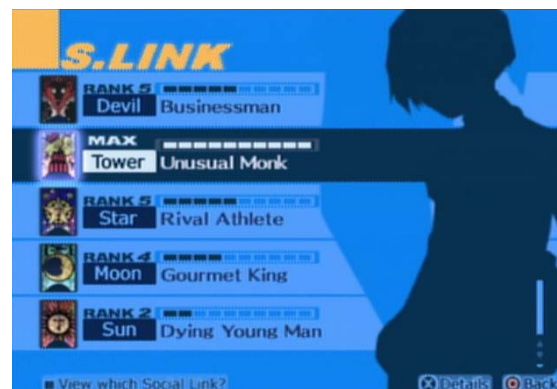 S.LINK
RANK 5
Devil Businessman
MAX
Tower Unusual Monk
RANK 5
Star Rival Athlete
RANK 4
Moon Gourmet King
RANK 2
Sun Dying Young Man
View which Social Link?
X Details O Back